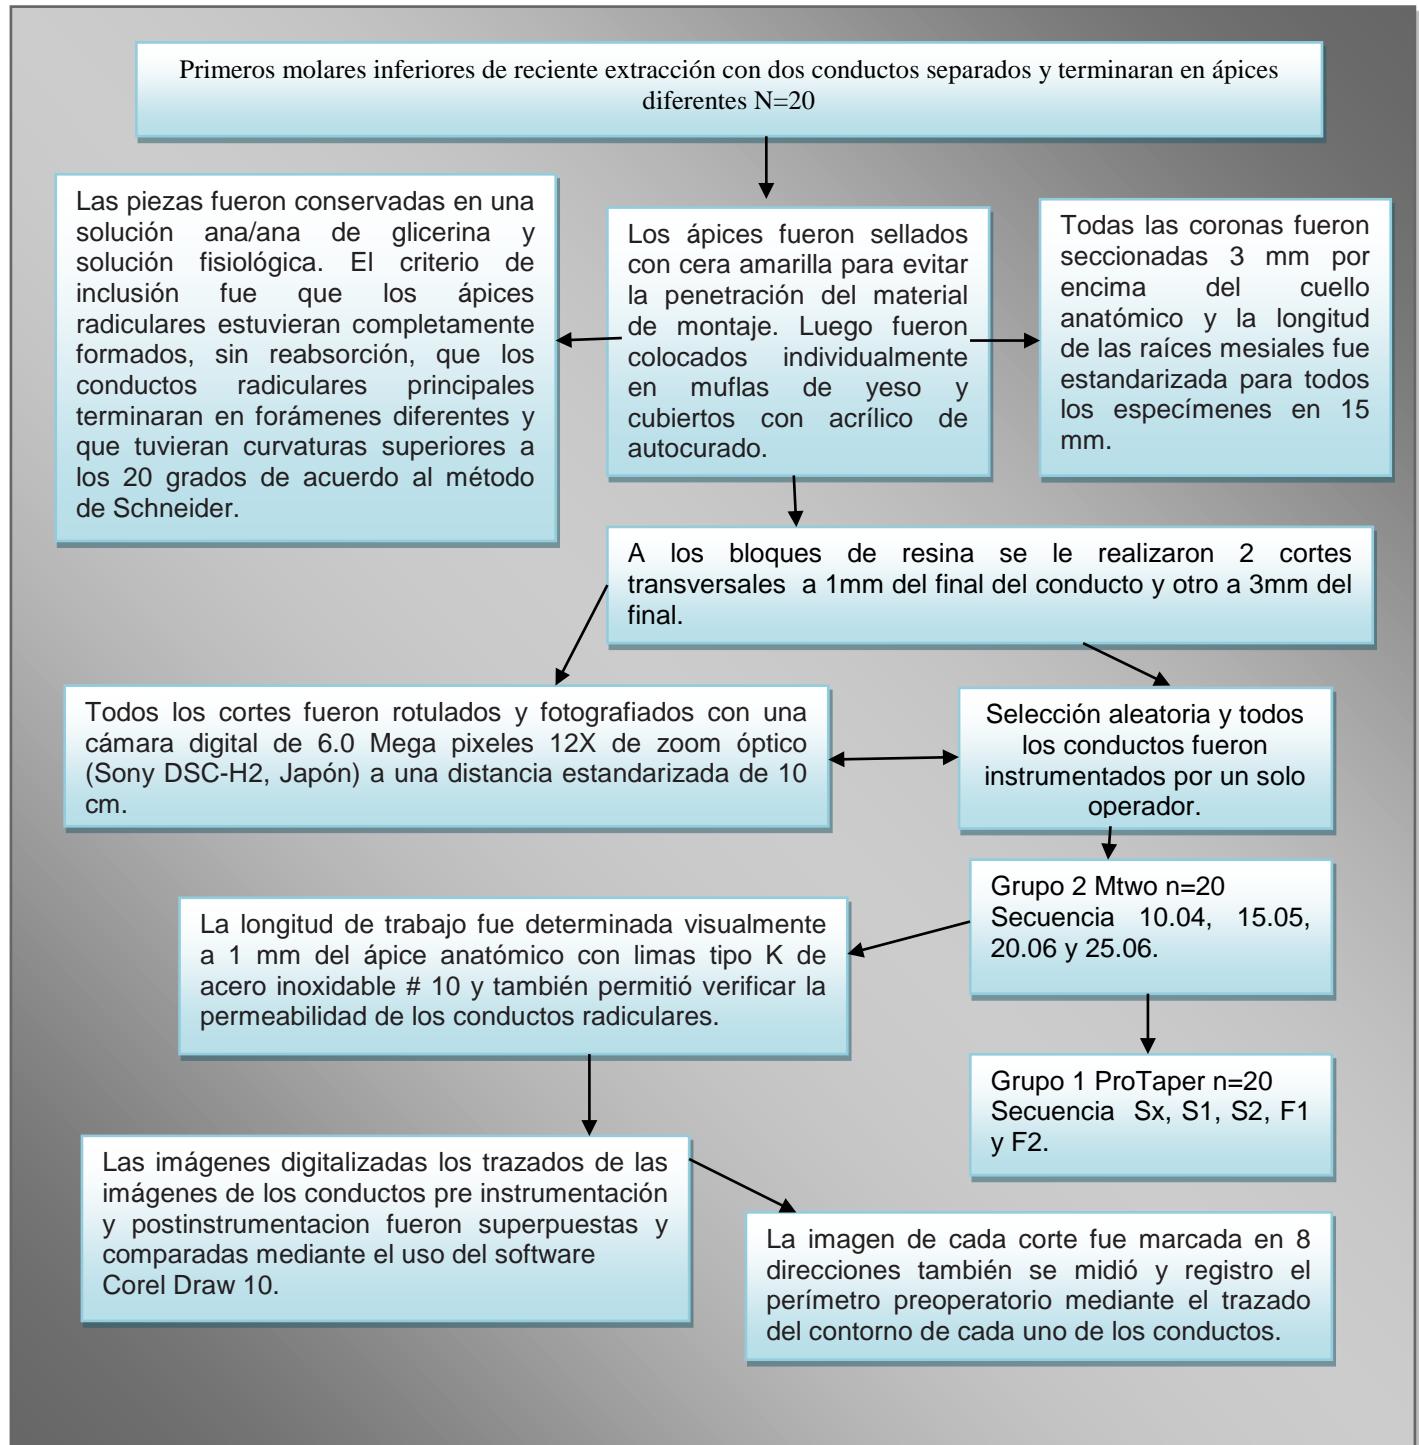 Primeros molares inferiores de reciente extracción con dos conductos separados y terminaran en ápices
diferentes N=20
Las piezas fueron conservadas en una
solución ana/ana de glicerina y
solución fisiológica. El criterio de
inclusión fue que los ápices
radiculares estuvieran completamente
formados, sin reabsorción, que los
conductos radiculares principales
terminaran en forámenes diferentes y
que tuvieran curvaturas superiores a
los 20 grados de acuerdo al método
de Schneider.
Los ápices fueron sellados
con cera amarilla para evitar
la penetración del material
de montaje. Luego fueron
colocados individualmente
en muflas de yeso y
cubiertos con acrílico de
autocurado.
Todas las coronas fueron
seccionadas 3 mm por
encima del cuello
anatómico y la longitud
de las raíces mesiales fue
estandarizada para todos
los especímenes en 15
mm.
A los bloques de resina se le realizaron 2 cortes
transversales a 1mm del final del conducto y otro a 3mm del
final.
Todos los cortes fueron rotulados y fotografiados con una
cámara digital de 6.0 Mega pixeles 12X de zoom óptico
(Sony DSC-H2, Japón) a una distancia estandarizada de 10
cm.
Selección aleatoria y todos
los conductos fueron
instrumentados por un solo
operador.
Grupo 2 Mtwo n=20
Secuencia 10.04, 15.05,
20.06 y 25.06.
La longitud de trabajo fue determinada visualmente
a 1 mm del ápice anatómico con limas tipo K de
acero inoxidable # 10 y también permitió verificar la
permeabilidad de los conductos radiculares.
Grupo 1 ProTaper n=20
Secuencia Sx, S1, S2, F1
y F2.
Las imágenes digitalizadas los trazados de las
imágenes de los conductos pre instrumentación
y postinstrumentacion fueron superpuestas y
comparadas mediante el uso del software
Corel Draw 10.
La imagen de cada corte fue marcada en 8
direcciones también se midió y registro el
perímetro preoperatorio mediante el trazado
del contorno de cada uno de los conductos.